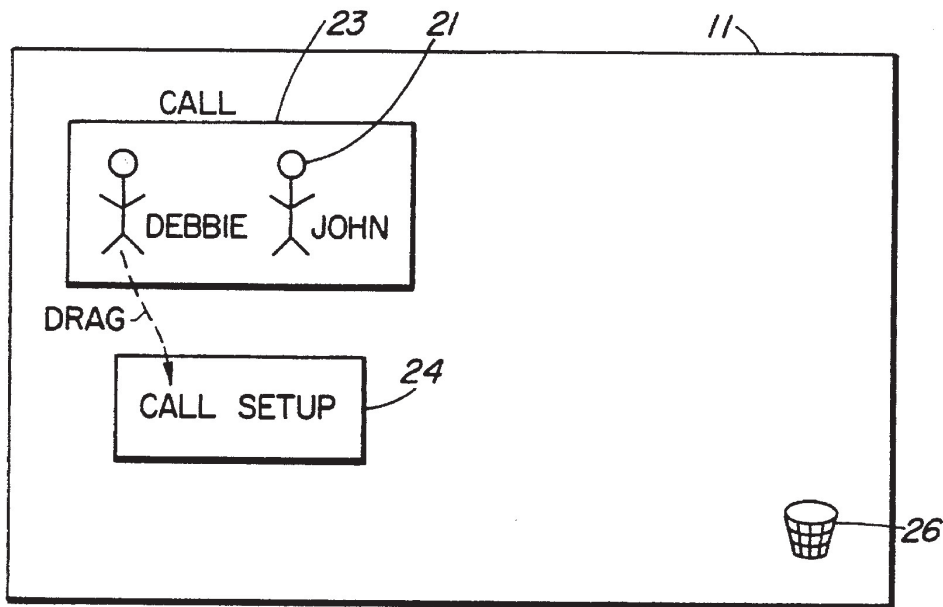 23 21 11
CALL
DEBBIE JOHN
DRAG
24
CALL SETUP
26